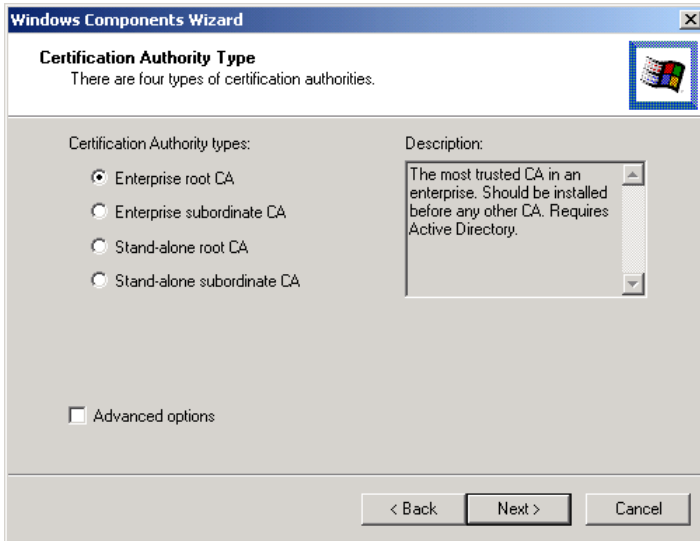 Windows Components Wizard
Certification Authority Type
There are four types of certification authorities.
Certification Authority types:
Enterprise root CA
Enterprise subordinate CA
Stand-alone root CA
Stand-alone subordinate CA
Description:
The most trusted CA in an
enterprise. Should be installed
before any other CA. Requires
Active Directory.
Advanced options
< Back
Next >
Cancel